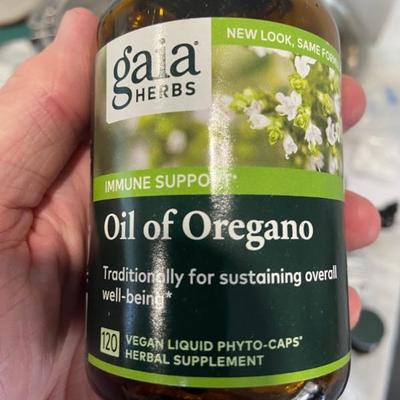 gaia
HERBS
NEW LOOK, SAME
IMMUNE SUPPORT*
Oil of Oregano
Traditionally for sustaining overall
well-being*
120 VEGAN LIQUID PHYTO-CAPS®
HERBAL SUPPLEMENT